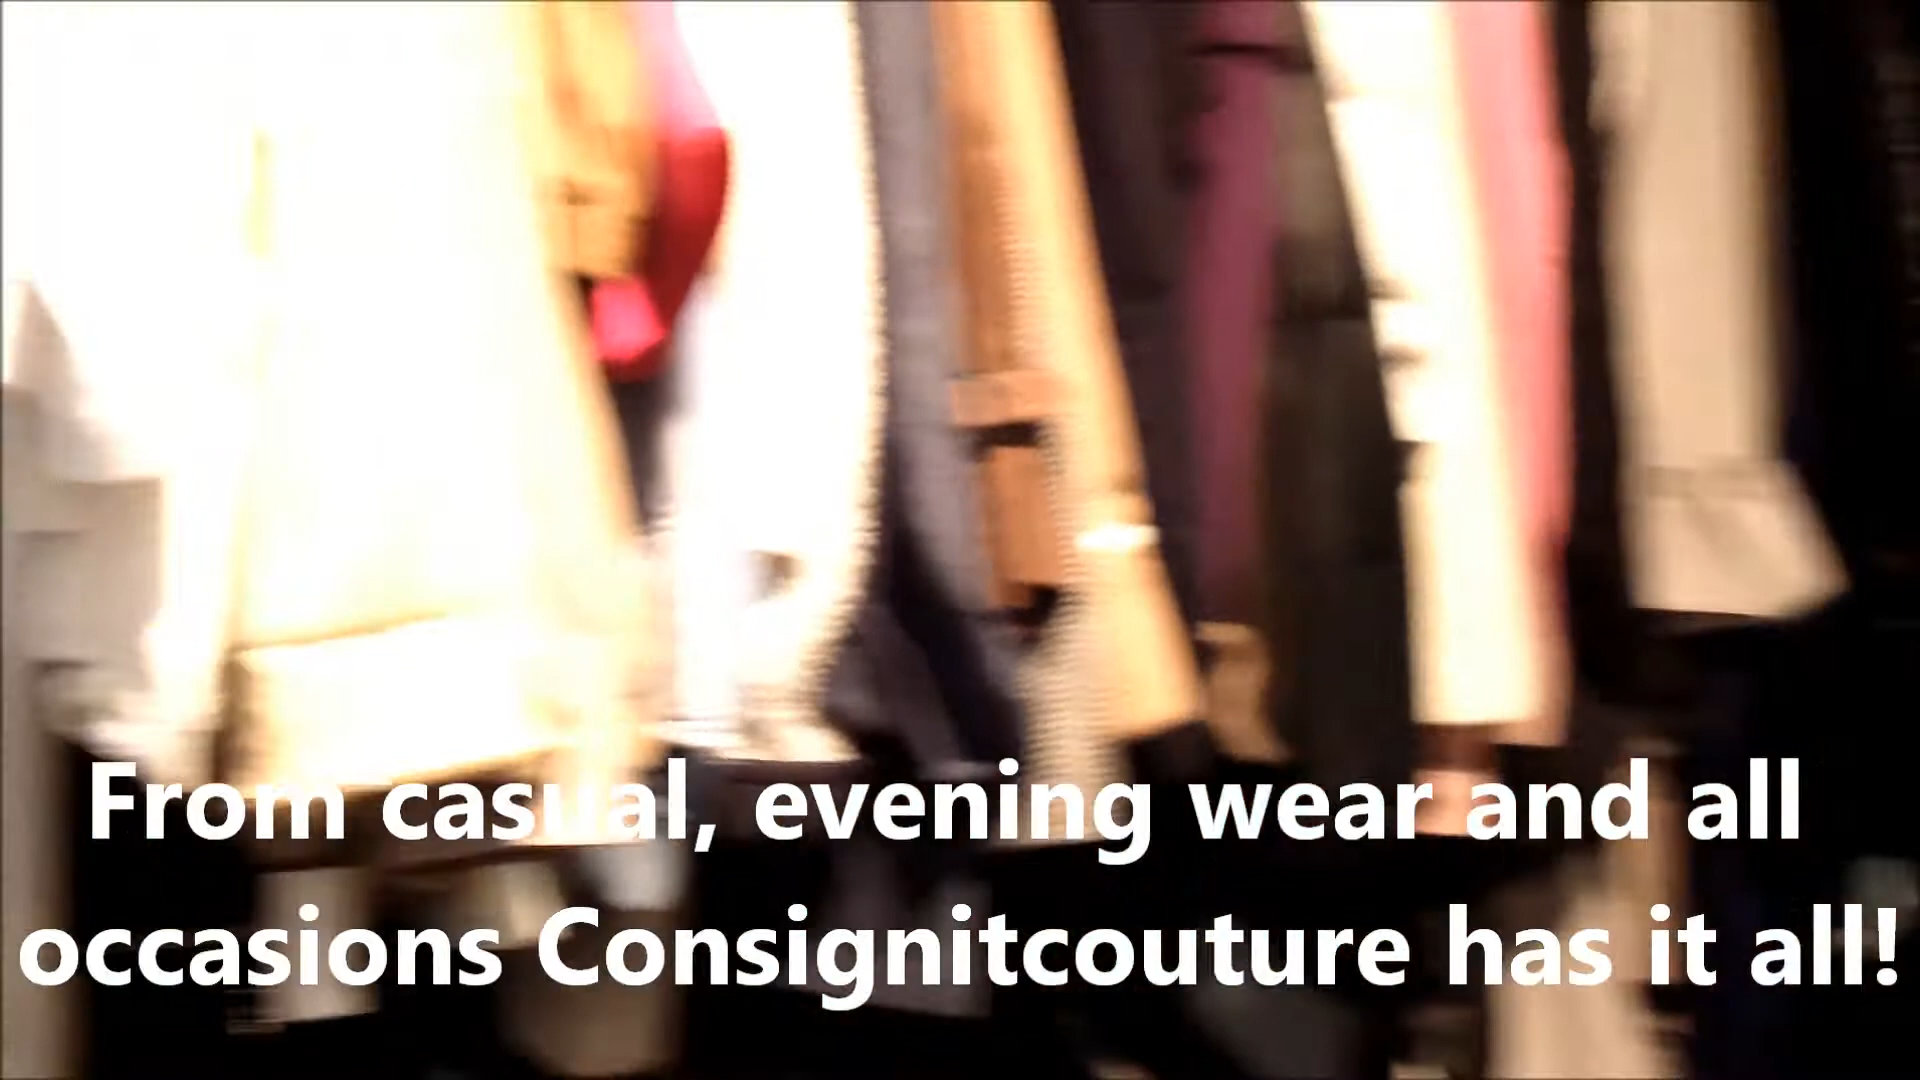 From casual, evening wear and all
occasions Consignitcouture has it all!